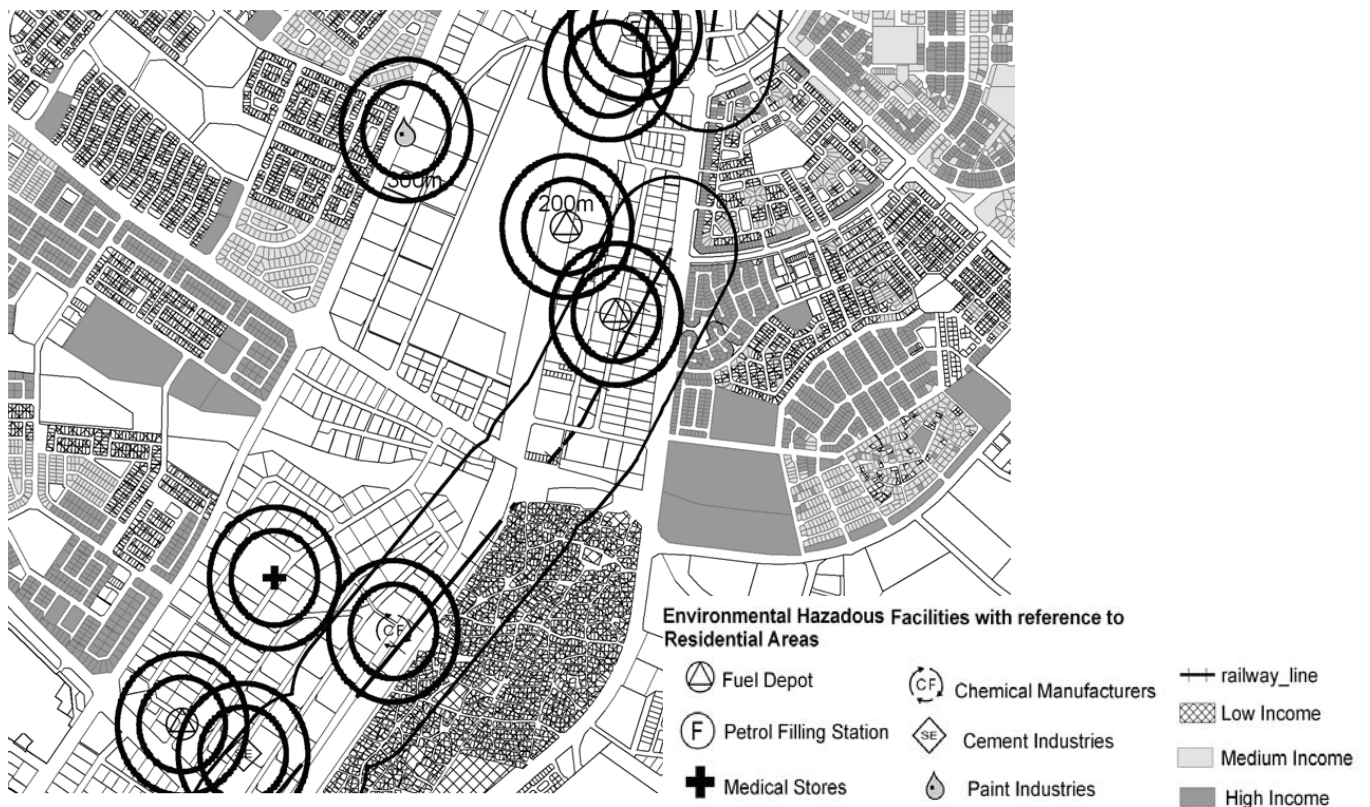 300m
200m
CF
Environmental Hazadous Facilities with reference to
Residential Areas
Fuel Depot
CF Chemical Manufacturers
railway_line
F Petrol Filling Station
SE Cement Industries
Low Income
Medical Stores
Paint Industries
Medium Income
High Income